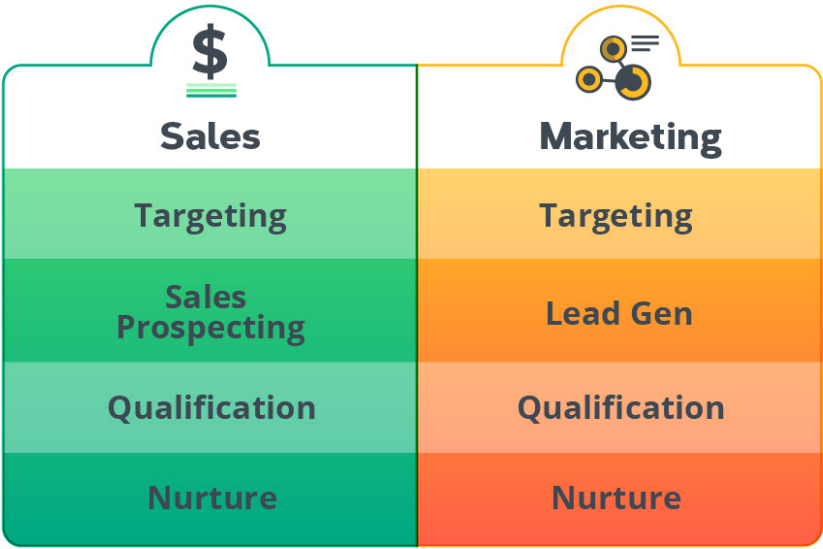 $
Sales
Marketing
Targeting
Targeting
Sales
Prospecting
Lead Gen
Qualification
Qualification
Nurture
Nurture